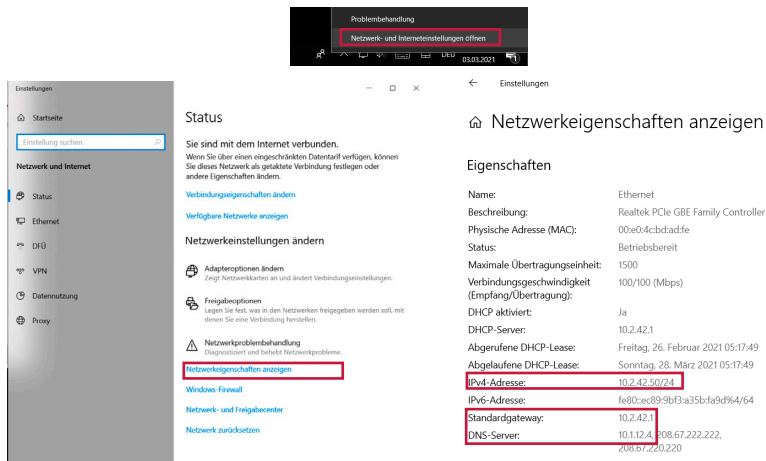 Problembehandlung
Netzwerk- und Interneteinstellungen öffnen
DEU
03.03.2021
1
Einstellungen
Startseite
Einstellung suchen
Netzwerk und Internet
Status
Ethernet
DFÜ
VPN
Datennutzung
Proxy
Status
Sie sind mit dem Internet verbunden.
Wenn Sie über einen eingeschränkten Datentarif verfügen, können
Sie dieses Netzwerk als getaktete Verbindung festlegen oder
andere Eigenschaften ändern.
Verbindungseigenschaften ändern
Verfügbare Netzwerke anzeigen
Netzwerkeinstellungen ändern
Adapteroptionen ändern
Zeigt Netzwerkkarten an und ändert Verbindungseinstellungen.
Freigabeoptionen
Legen Sie fest, was in den Netzwerken freigegeben werden soll, mit
denen Sie eine Verbindung herstellen.
Netzwerkproblembehandlung
Diagnostiziert und behebt Netzwerkprobleme.
Netzwerkeigenschaften anzeigen
Windows-Firewall
Netzwerk- und Freigabecenter
Netzwerk zurücksetzen
Einstellungen
Netzwerkeigenschaften anzeigen
Eigenschaften
Name: Ethernet
Beschreibung: Realtek PCIe GBE Family Controller
Physische Adresse (MAC): 00:e0:4c:bd:ad:fe
Status: Betriebsbereit
Maximale Übertragungseinheit: 1500
Verbindungsgeschwindigkeit 100/100 (Mbps)
(Empfang/Übertragung):
DHCP aktiviert: Ja
DHCP-Server: 10.2.42.1
Abgerufene DHCP-Lease: Freitag, 26. Februar 2021 05:17:49
Abgelaufene DHCP-Lease: Sonntag, 28. März 2021 05:17:49
IPv4-Adresse: 10.2.42.50/24
IPv6-Adresse: fe80::ec89:9bf3:a35b:fa9d%64/64
Standardgateway: 10.2.42.1
DNS-Server: 10.1.12.4, 208.67.222.222,
208.67.220.220